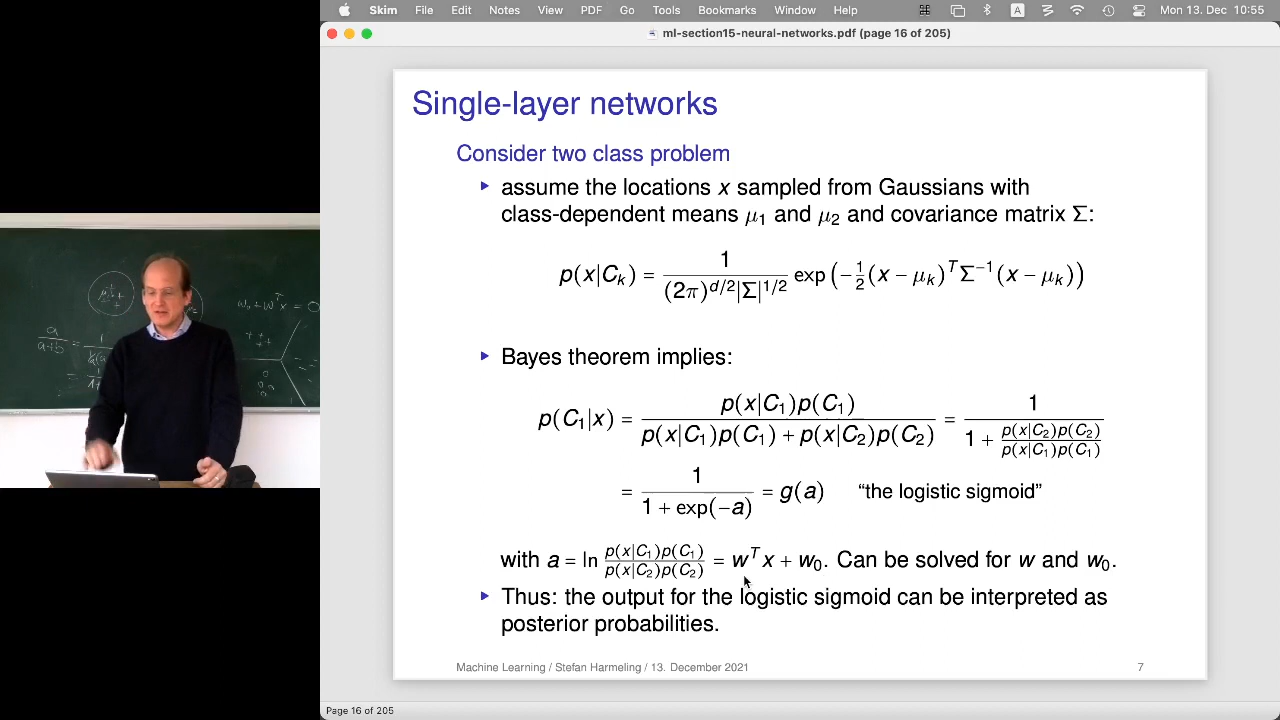 Skim File Edit Notes View PDF Go Tools Bookmarks Window Help A Mon 13. Dec 10:55
ml-section15-neural-networks.pdf (page 16 of 205)
Single-layer networks
Consider two class problem
▸ assume the locations x sampled from Gaussians with
class-dependent means μ₁ and μ₂ and covariance matrix Σ:
p(x|Cₖ) = 1 / ((2π)^{d/2}|Σ|^{1/2}) exp(−½(x − μₖ)ᵀΣ⁻¹(x − μₖ))
▸ Bayes theorem implies:
p(C₁|x) = p(x|C₁)p(C₁) / (p(x|C₁)p(C₁) + p(x|C₂)p(C₂)) = 1 / (1 + p(x|C₂)p(C₂) / p(x|C₁)p(C₁))
= 1 / (1 + exp(−a)) = g(a) “the logistic sigmoid”
with a = ln p(x|C₁)p(C₁) / p(x|C₂)p(C₂) = wᵀx + w₀. Can be solved for w and w₀.
▸ Thus: the output for the logistic sigmoid can be interpreted as
posterior probabilities.
Machine Learning / Stefan Harmeling / 13. December 2021 7
Page 16 of 205
w₀ + wᵀx = 0
a / (a+b) =